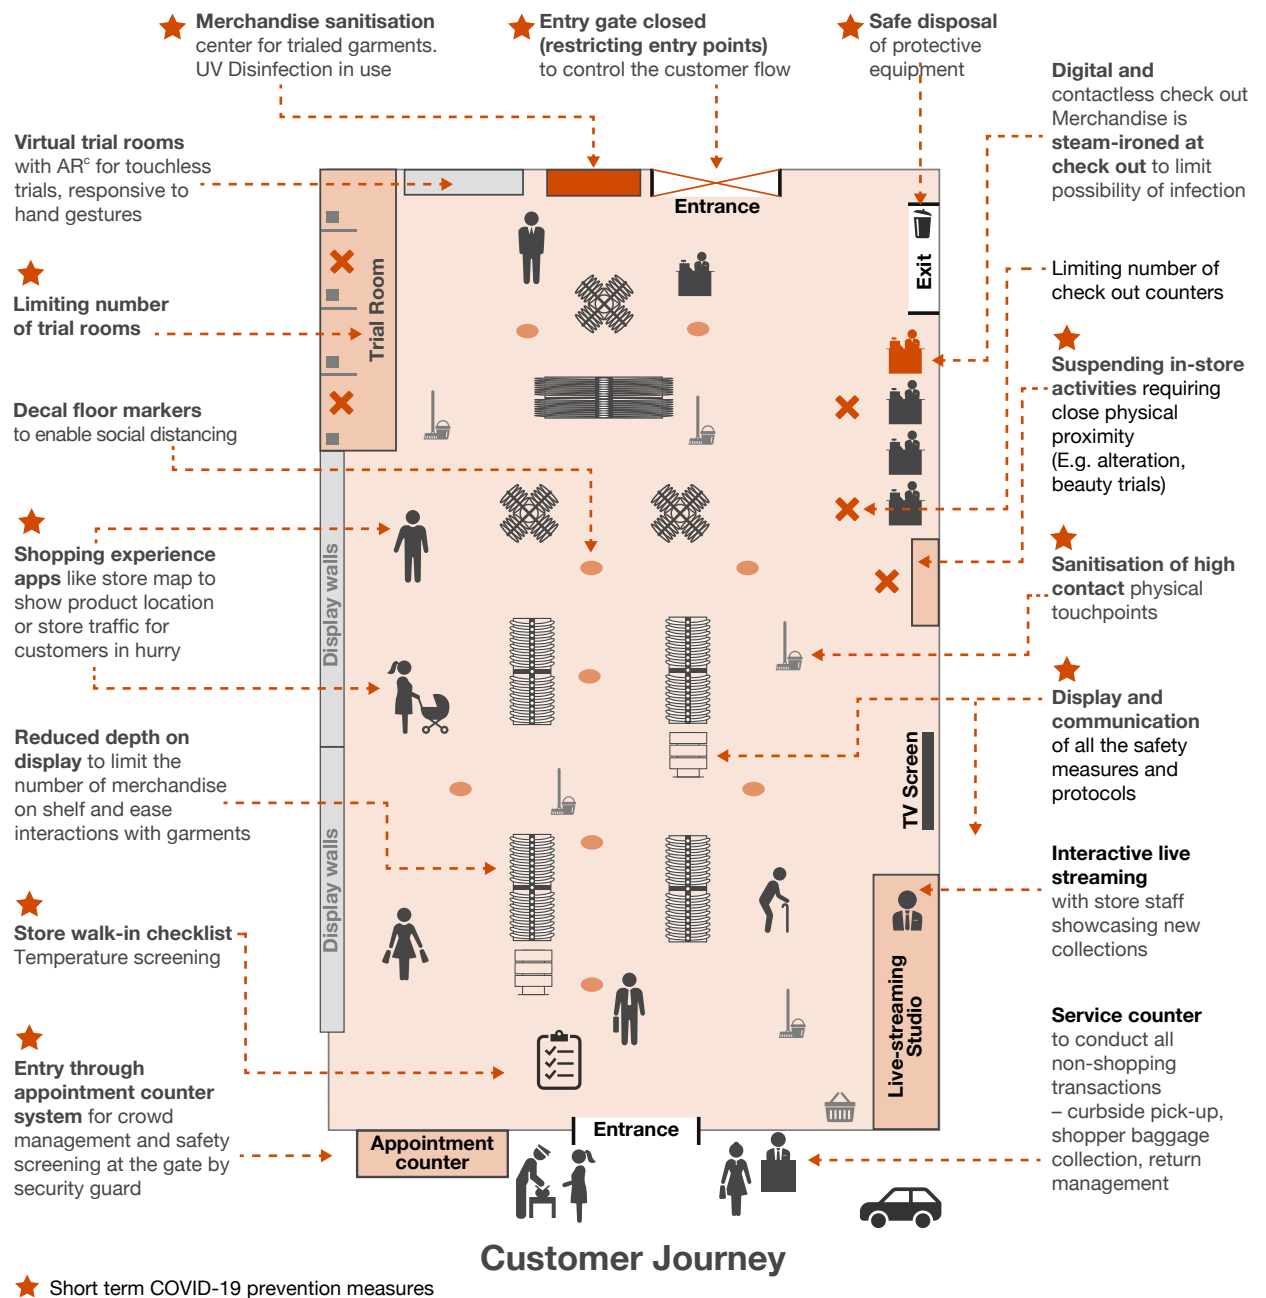 Merchandise sanitisation
center for trialed garments.
UV Disinfection in use
Entry gate closed
(restricting entry points)
to control the customer flow
Safe disposal
of protective
equipment
Digital and
contactless check out
Merchandise is
steam-ironed at
check out to limit
possibility of infection
Virtual trial rooms
with ARc for touchless
trials, responsive to
hand gestures
Limiting number
of trial rooms
Decal floor markers
to enable social distancing
Shopping experience
apps like store map to
show product location
or store traffic for
customers in hurry
Reduced depth on
display to limit the
number of merchandise
on shelf and ease
interactions with garments
Store walk-in checklist
Temperature screening
Entry through
appointment counter
system for crowd
management and safety
screening at the gate by
security guard
Entrance
Exit
Trial Room
Display walls
Display walls
TV Screen
Live-streaming
Studio
Appointment
counter
Entrance
Limiting number of
check out counters
Suspending in-store
activities requiring
close physical
proximity
(E.g. alteration,
beauty trials)
Sanitisation of high
contact physical
touchpoints
Display and
communication
of all the safety
measures and
protocols
Interactive live
streaming
with store staff
showcasing new
collections
Service counter
to conduct all
non-shopping
transactions
– curbside pick-up,
shopper baggage
collection, return
management
Customer Journey
Short term COVID-19 prevention measures